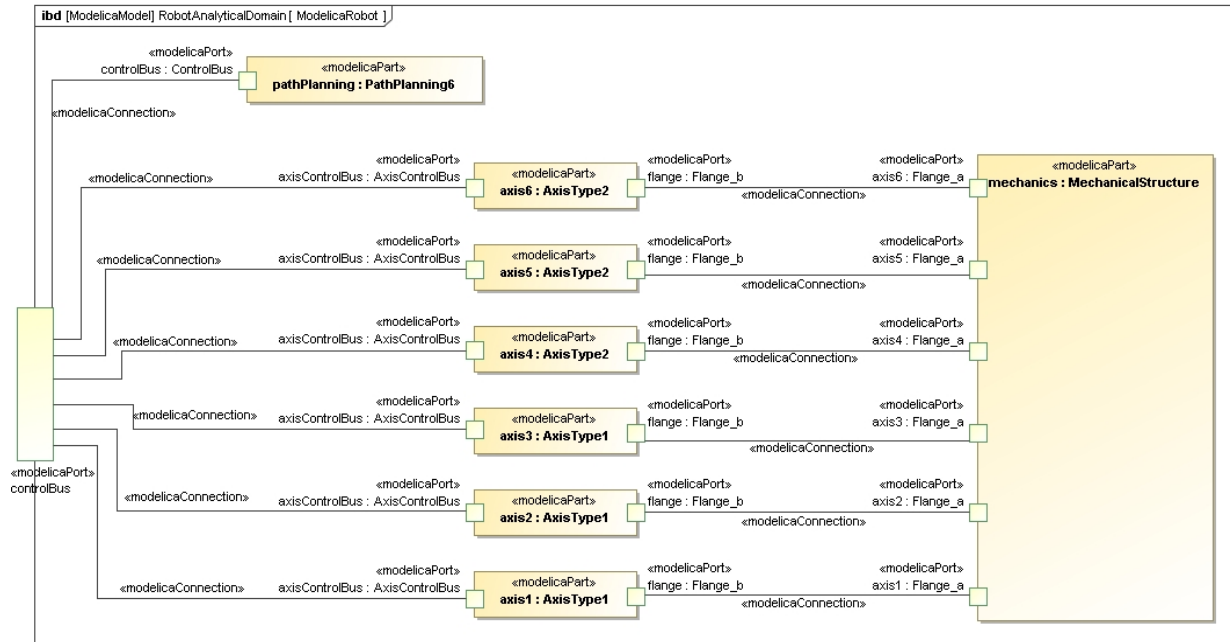 ibd [ModelicaModel] RobotAnalyticalDomain [ ModelicaRobot ]
«modelicaPort»
controlBus : ControlBus
«modelicaPart»
pathPlanning : PathPlanning6
«modelicaConnection»
«modelicaPort»
axisControlBus : AxisControlBus
«modelicaConnection»
«modelicaPart»
axis6 : AxisType2
«modelicaPort»
flange : Flange_b
«modelicaConnection»
«modelicaPort»
axis6 : Flange_a
«modelicaPart»
mechanics : MechanicalStructure
«modelicaPort»
axisControlBus : AxisControlBus
«modelicaConnection»
«modelicaPart»
axis5 : AxisType2
«modelicaPort»
flange : Flange_b
«modelicaConnection»
«modelicaPort»
axis5 : Flange_a
«modelicaPort»
axisControlBus : AxisControlBus
«modelicaConnection»
«modelicaPart»
axis4 : AxisType2
«modelicaPort»
flange : Flange_b
«modelicaConnection»
«modelicaPort»
axis4 : Flange_a
«modelicaPort»
axisControlBus : AxisControlBus
«modelicaConnection»
«modelicaPart»
axis3 : AxisType1
«modelicaPort»
flange : Flange_b
«modelicaConnection»
«modelicaPort»
axis3 : Flange_a
«modelicaPort»
controlBus
«modelicaPort»
axisControlBus : AxisControlBus
«modelicaConnection»
«modelicaPart»
axis2 : AxisType1
«modelicaPort»
flange : Flange_b
«modelicaConnection»
«modelicaPort»
axis2 : Flange_a
«modelicaPort»
axisControlBus : AxisControlBus
«modelicaConnection»
«modelicaPart»
axis1 : AxisType1
«modelicaPort»
flange : Flange_b
«modelicaConnection»
«modelicaPort»
axis1 : Flange_a